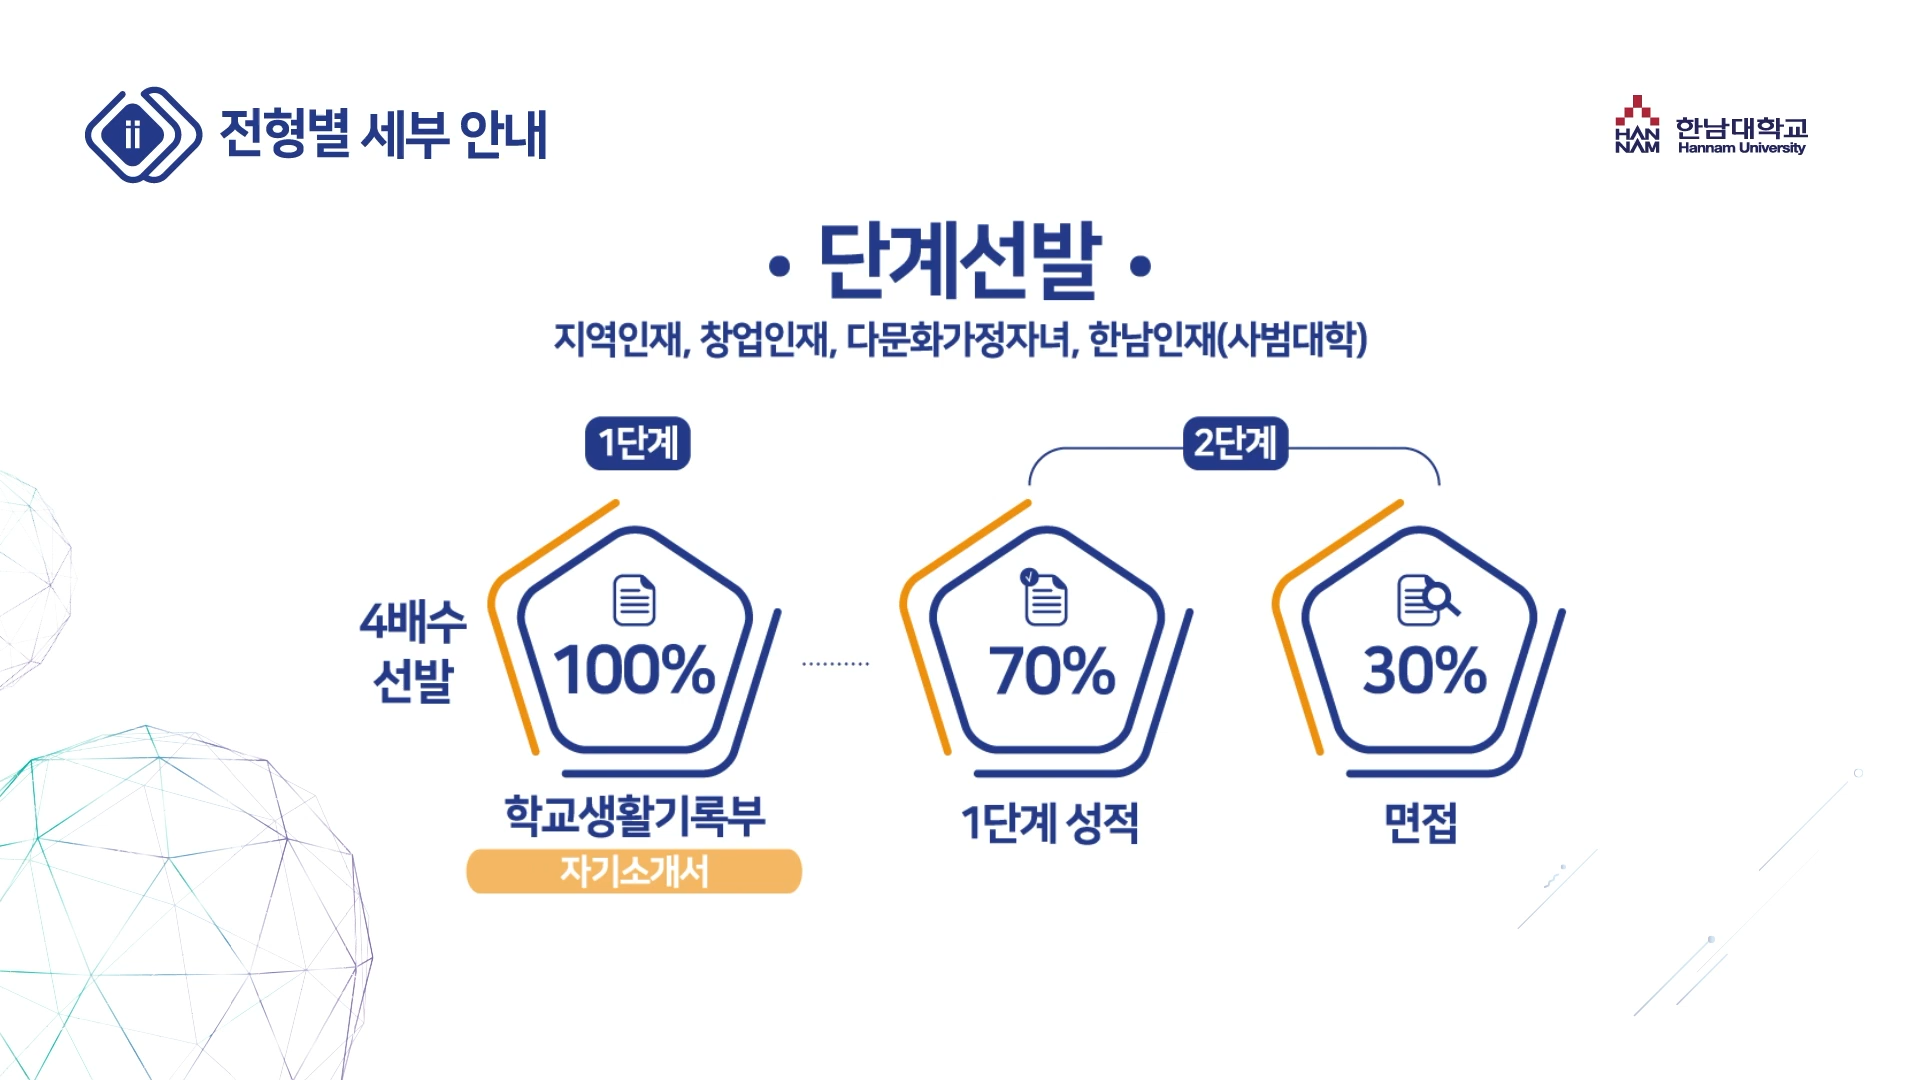 ii 전형별 세부 안내
HAN
NAM
한남대학교
Hannam University
• 단계선발 •
지역인재, 창업인재, 다문화가정자녀, 한남인재(사범대학)
1단계
2단계
4배수
선발
100%
70%
30%
학교생활기록부
자기소개서
1단계 성적
면접